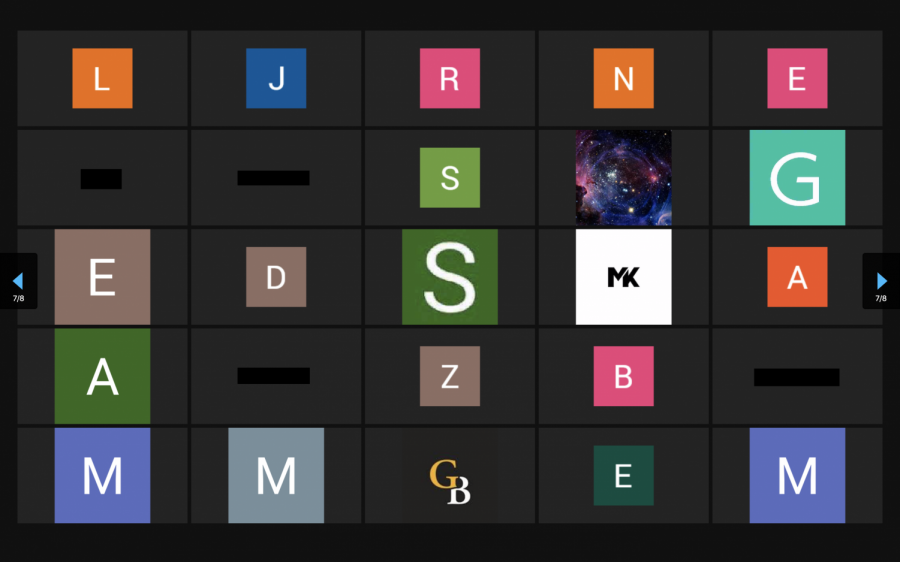 L J R N E
S G
E D S MK A
A Z B
M M GB E M
7/8 7/8